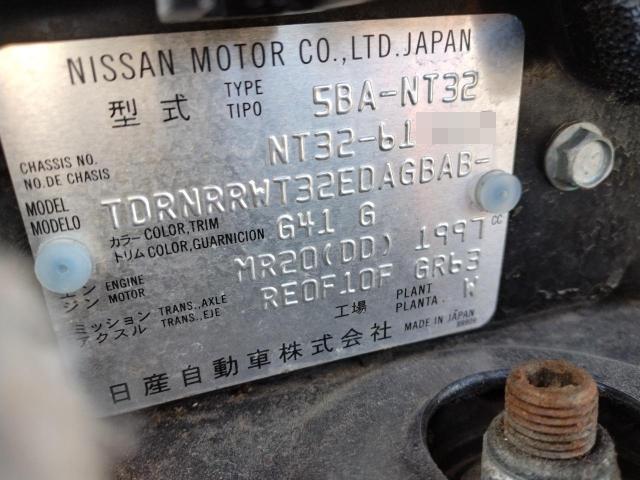 NISSAN MOTOR CO.,LTD.JAPAN
型式 TYPE TIPO 5BA-NT32
CHASSIS NO. NO.DE CHASIS NT32-61
MODEL MODELO TDRNRRWT32EDAGBAB-
カラー トリム COLOR,TRIM COLOR,GUARNICION G41 G
エンジン ENGINE MOTOR MR20(DD) 1997 CC
ミッション アクスル TRANS.,AXLE TRANS.,EJE RE0F10F GR63
工場 PLANT PLANTA W
日産自動車株式会社 MADE IN JAPAN